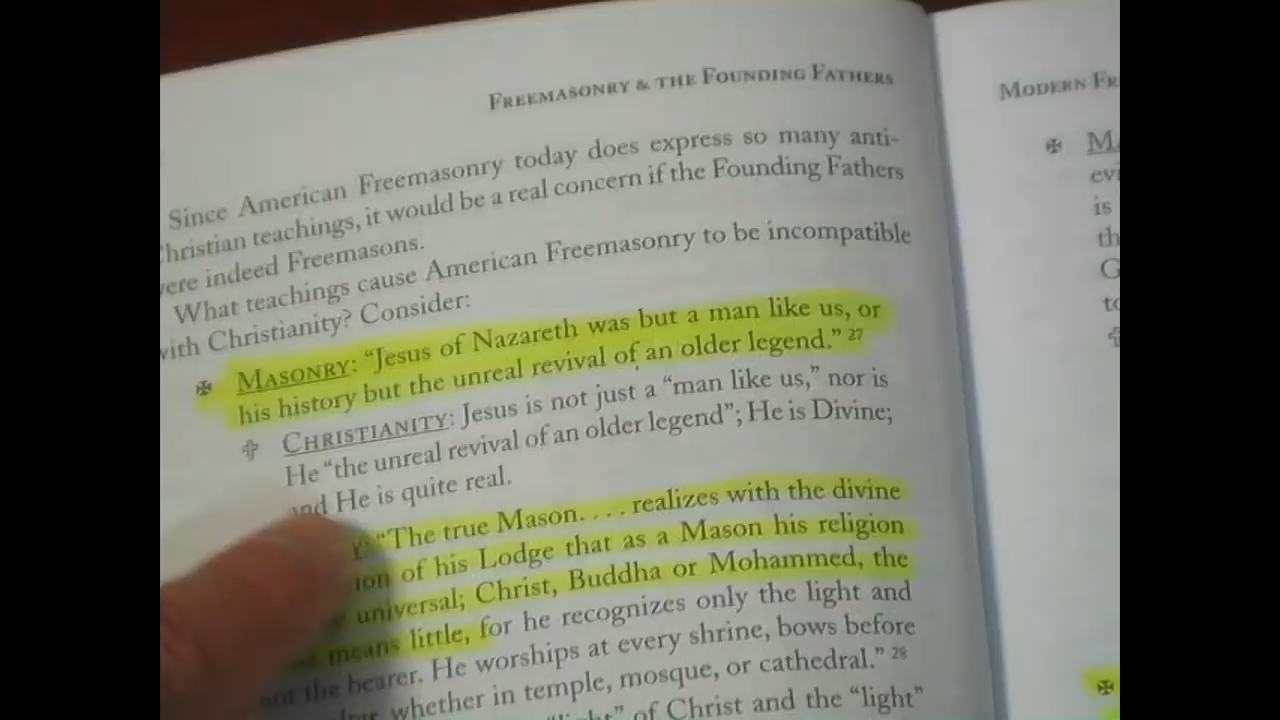 FREEMASONRY & THE FOUNDING FATHERS
Since American Freemasonry today does express so many anti-
Christian teachings, it would be a real concern if the Founding Fathers
were indeed Freemasons.
What teachings cause American Freemasonry to be incompatible
with Christianity? Consider:
✠ MASONRY: "Jesus of Nazareth was but a man like us, or
his history but the unreal revival of an older legend." 27
✞ CHRISTIANITY: Jesus is not just a "man like us," nor is
He "the unreal revival of an older legend"; He is Divine;
and He is quite real.
"The true Mason. . . . realizes with the divine
of his Lodge that as a Mason his religion
universal; Christ, Buddha or Mohammed, the
means little, for he recognizes only the light and
not the bearer. He worships at every shrine, bows before
whether in temple, mosque, or cathedral." 28
of Christ and the "light"
MODERN FR
✠ MA
evi
is
th
G
to
✠